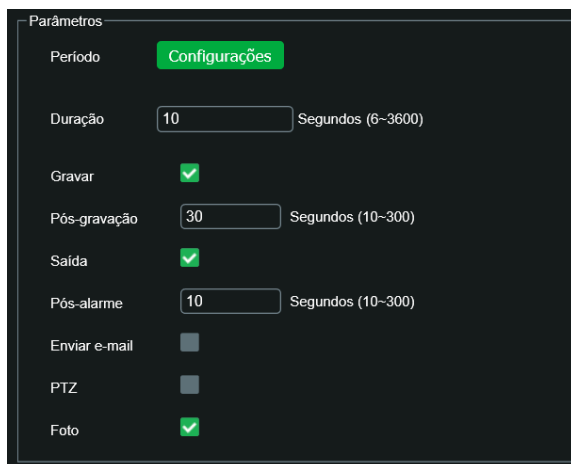 Parâmetros
Período Configurações
Duração 10 Segundos (6~3600)
Gravar
Pós-gravação 30 Segundos (10~300)
Saída
Pós-alarme 10 Segundos (10~300)
Enviar e-mail
PTZ
Foto